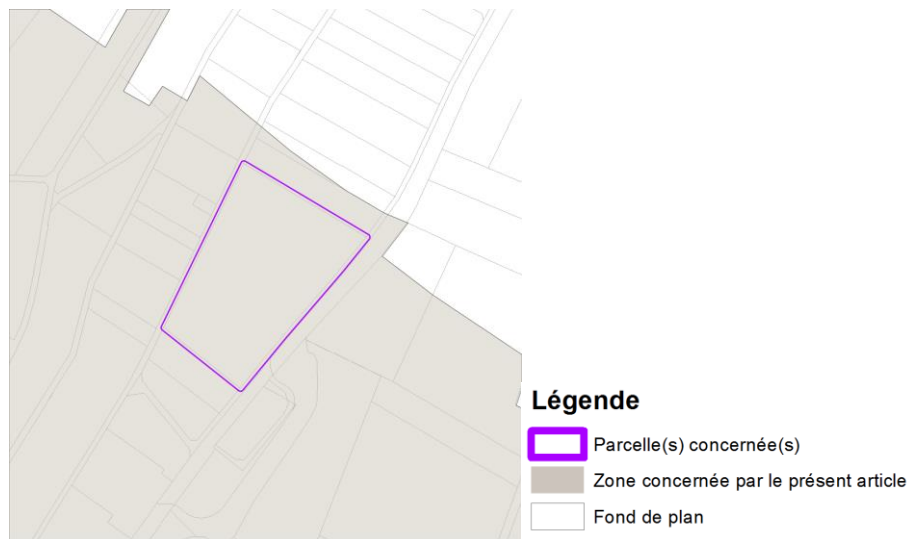 Légende
Parcelle(s) concernée(s)
Zone concernée par le présent article
Fond de plan